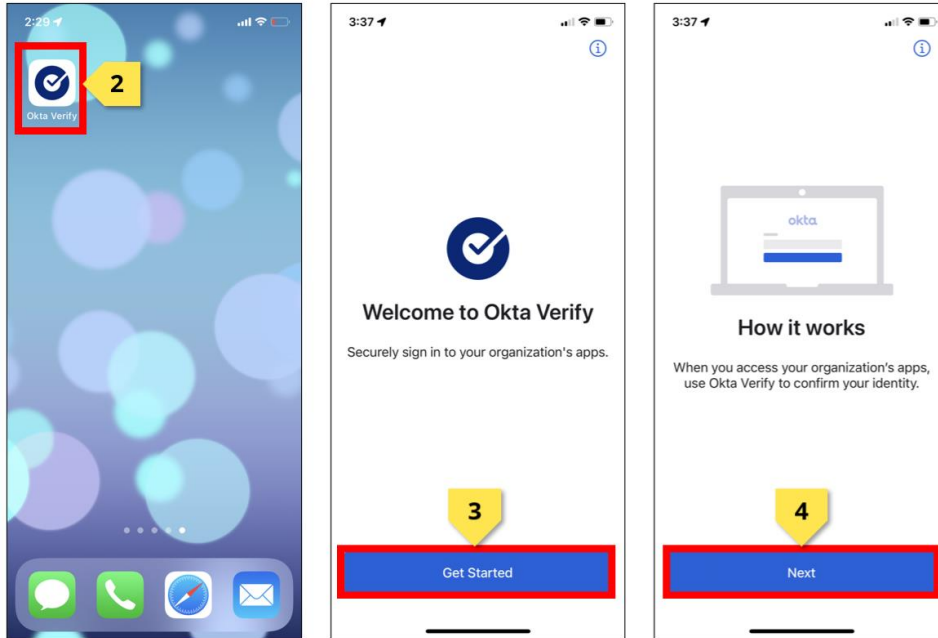 2:29
Okta Verify
2
3:37
Welcome to Okta Verify
Securely sign in to your organization's apps.
3
Get Started
3:37
okta
How it works
When you access your organization's apps,
use Okta Verify to confirm your identity.
4
Next